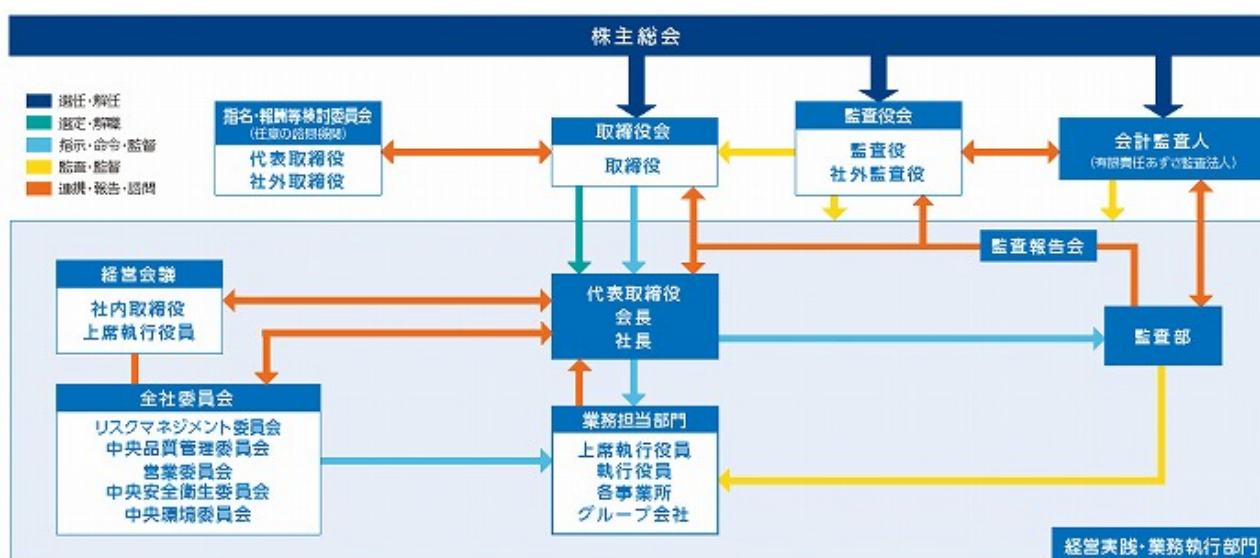 株主総会
選任・解任
選定・解職
指示・命令・監督
監査・監督
連携・報告・諮問
指名・報酬等検討委員会
(任意の諮問機関)
代表取締役
社外取締役
取締役会
取締役
監査役会
監査役
社外監査役
会計監査人
(有限責任あずさ監査法人)
監査報告会
経営会議
社内取締役
上席執行役員
代表取締役
会長
社長
監査部
全社委員会
リスクマネジメント委員会
中央品質管理委員会
営業委員会
中央安全衛生委員会
中央環境委員会
業務担当部門
上席執行役員
執行役員
各事業所
グループ会社
経営実践・業務執行部門